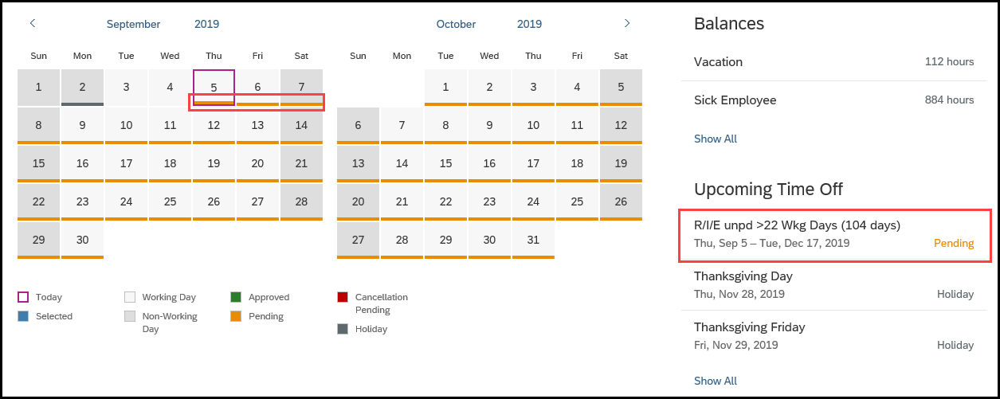 September 2019
Sun Mon Tue Wed Thu Fri Sat
1 2 3 4 5 6 7
8 9 10 11 12 13 14
15 16 17 18 19 20 21
22 23 24 25 26 27 28
29 30
October 2019
Sun Mon Tue Wed Thu Fri Sat
1 2 3 4 5
6 7 8 9 10 11 12
13 14 15 16 17 18 19
20 21 22 23 24 25 26
27 28 29 30 31
Today
Selected
Working Day
Non-Working
Day
Approved
Pending
Cancellation
Pending
Holiday
Balances
Vacation 112 hours
Sick Employee 884 hours
Show All
Upcoming Time Off
R/I/E unpd >22 Wkg Days (104 days)
Thu, Sep 5 – Tue, Dec 17, 2019 Pending
Thanksgiving Day
Thu, Nov 28, 2019 Holiday
Thanksgiving Friday
Fri, Nov 29, 2019 Holiday
Show All